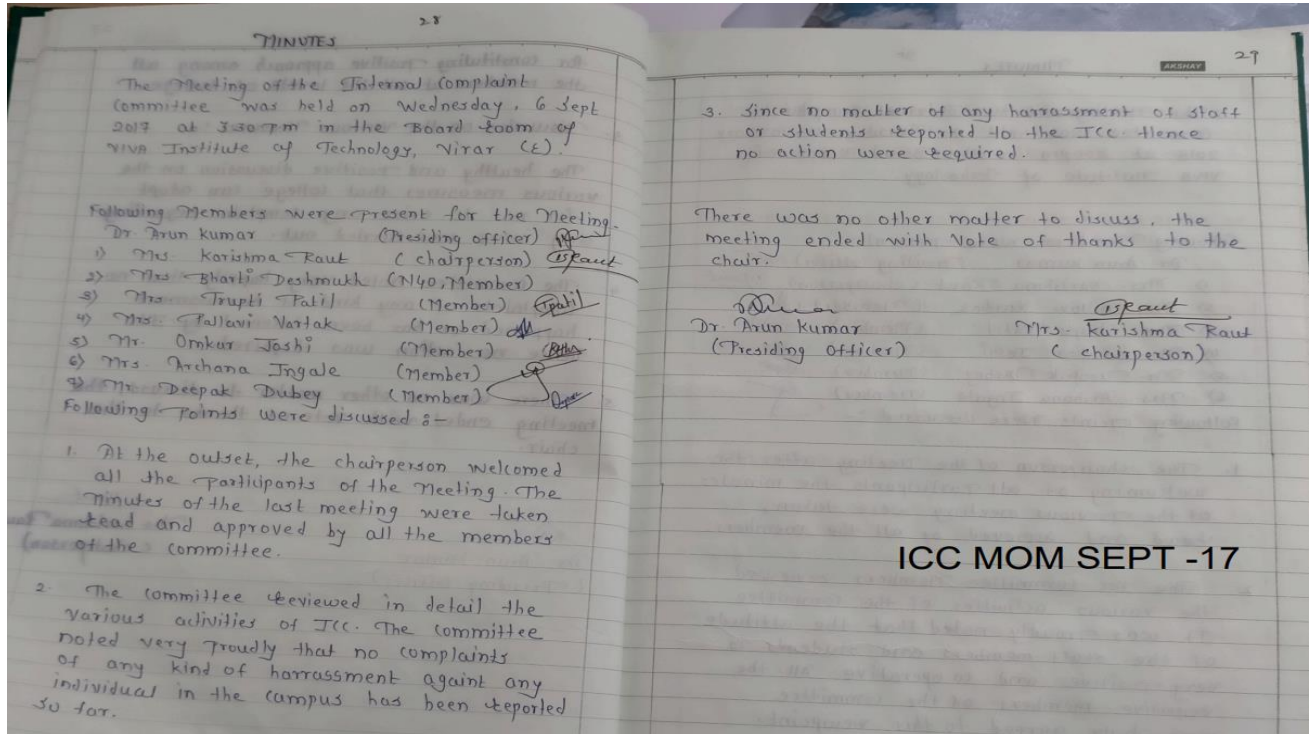 28
MINUTES
The Meeting of the Internal Complaint
Committee was held on Wednesday, 6 Sept
2017 at 3.30 pm in the Board room of
VIVA Institute of Technology, Virar (E).
Following Members were present for the Meeting.
Dr. Arun Kumar (Presiding officer)
1) Mrs. Karishma Raut (chairperson) Raut
2) Mrs Bharti Deshmukh (N40, Member)
3) Mrs. Trupti Patil (Member) Tpatil
4) Mrs. Pallavi Vartak (Member)
5) Mr. Omkar Joshi (Member)
6) Mrs. Archana Ingale (Member)
7) Mr. Deepak Dubey (Member)
Following Points were discussed :-
1. At the outset, the chairperson welcomed
all the Participants of the Meeting. The
minutes of the last meeting were taken
read and approved by all the members
of the committee.
2. The committee reviewed in detail the
various activities of ICC. The committee
noted very Proudly that no complaints
of any kind of harrassment againt any
individual in the campus has been reported
so far.
AKSHAY
29
3. Since no matter of any harrassment of staff
or students reported to the ICC Hence
no action were required.
There was no other matter to discuss, the
meeting ended with Vote of thanks to the
chair.
Raut
Dr. Arun Kumar Mrs. Karishma Raut
(Presiding Officer) (chairperson)
ICC MOM SEPT -17